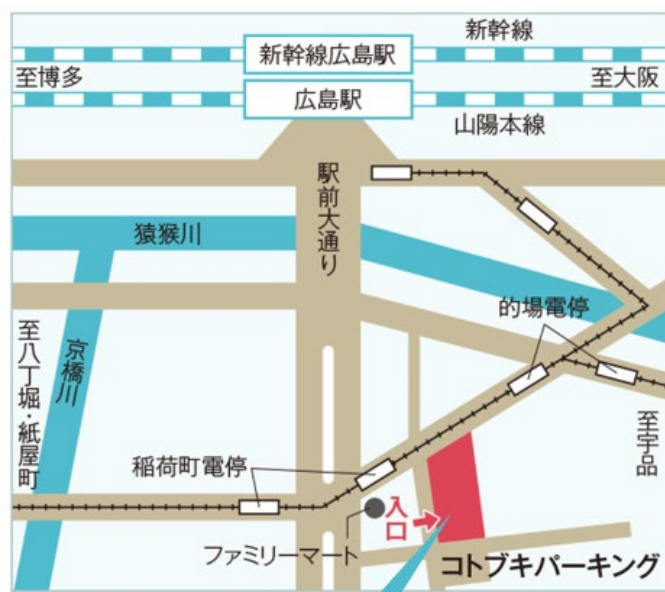 新幹線
新幹線広島駅
至博多
至大阪
広島駅
山陽本線
駅前大通り
猿猴川
的場電停
至八丁堀・紙屋町
京橋川
至宇品
稲荷町電停
入口
ファミリーマート
コトブキパーキング